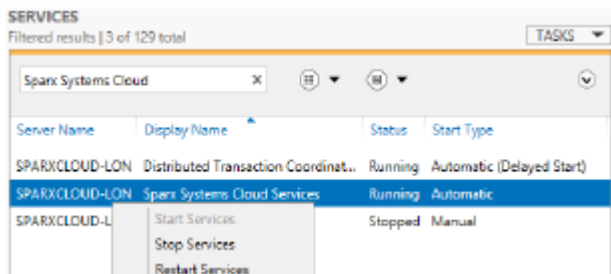 SERVICES
Filtered results | 3 of 129 total
TASKS
Sparx Systems Cloud
Server Name Display Name Status Start Type
SPARXCLOUD-LON Distributed Transaction Coordinat... Running Automatic (Delayed Start)
SPARXCLOUD-LON Sparx Systems Cloud Services Running Automatic
SPARXCLOUD-L Stopped Manual
Start Services
Stop Services
Restart Services